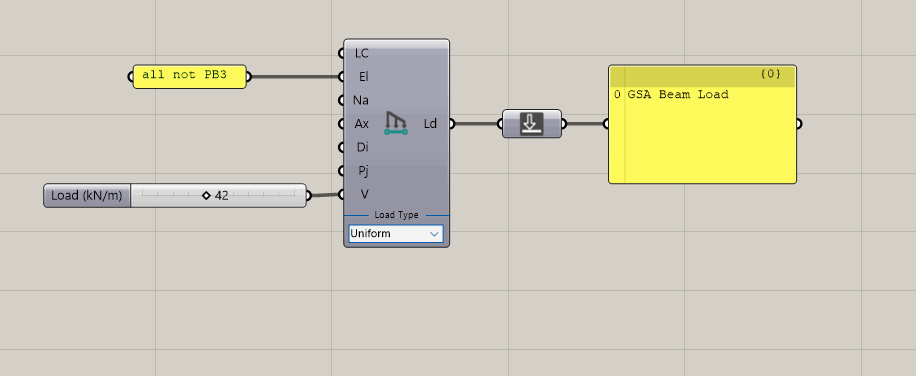 LC
all not PB3
El
Na
Ax
Di
Pj
V
Ld
Load (kN/m)
42
Load Type
Uniform
{0}
0 GSA Beam Load